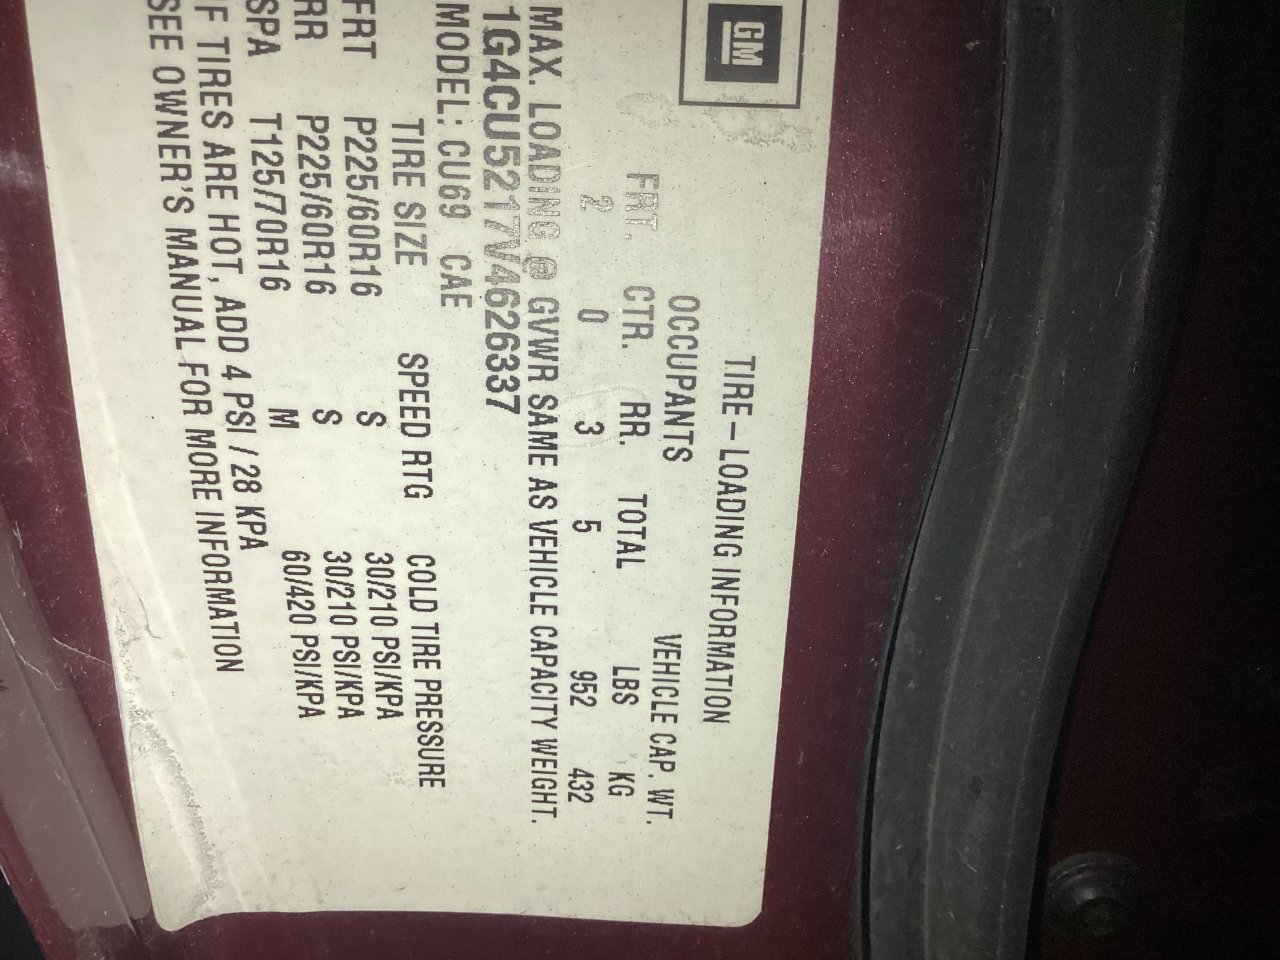 GM
TIRE-LOADING INFORMATION
OCCUPANTS VEHICLE CAP. WT.
FRT. CTR. RR. TOTAL LBS KG
2 0 3 5 952 432
MAX. LOADING @ GVWR SAME AS VEHICLE CAPACITY WEIGHT.
1G4CU5217V4626337
MODEL: CU69 CAE
TIRE SIZE SPEED RTG COLD TIRE PRESSURE
FRT P225/60R16 S 30/210 PSI/KPA
RR P225/60R16 S 30/210 PSI/KPA
SPA T125/70R16 M 60/420 PSI/KPA
IF TIRES ARE HOT, ADD 4 PSI / 28 KPA
SEE OWNER'S MANUAL FOR MORE INFORMATION